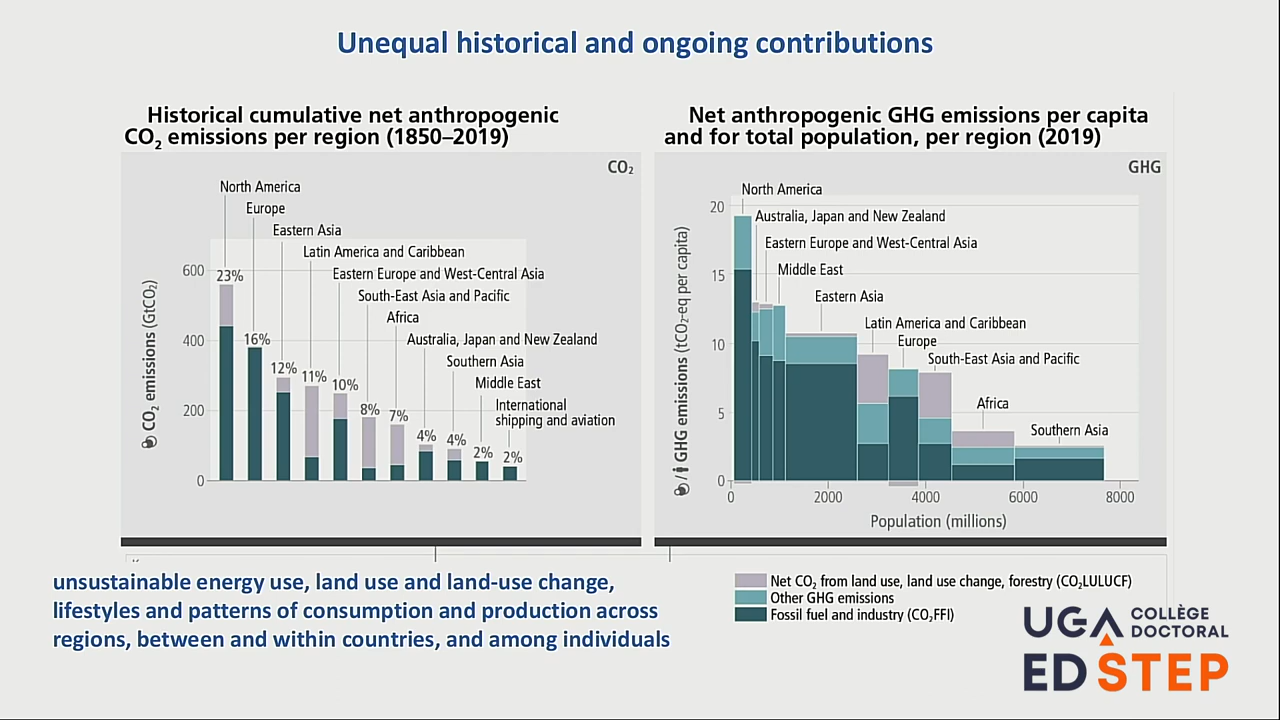 Unequal historical and ongoing contributions
Historical cumulative net anthropogenic
CO₂ emissions per region (1850–2019)
CO₂
North America
Europe
Eastern Asia
Latin America and Caribbean
Eastern Europe and West-Central Asia
South-East Asia and Pacific
Africa
Australia, Japan and New Zealand
Southern Asia
Middle East
International
shipping and aviation
CO₂ emissions (GtCO₂)
600
400
200
0
23%
16%
12%
11%
10%
8%
7%
4%
4%
2%
2%
Net anthropogenic GHG emissions per capita
and for total population, per region (2019)
GHG
North America
Australia, Japan and New Zealand
Eastern Europe and West-Central Asia
Middle East
Eastern Asia
Latin America and Caribbean
Europe
South-East Asia and Pacific
Africa
Southern Asia
/ GHG emissions (tCO₂-eq per capita)
20
15
10
5
0
0 2000 4000 6000 8000
Population (millions)
unsustainable energy use, land use and land-use change,
lifestyles and patterns of consumption and production across
regions, between and within countries, and among individuals
Net CO₂ from land use, land use change, forestry (CO₂LULUCF)
Other GHG emissions
Fossil fuel and industry (CO₂FFI)
UGA COLLÈGE
DOCTORAL
ED STEP